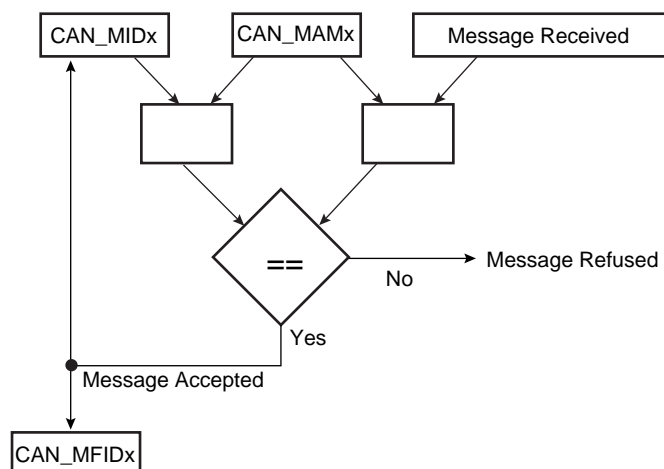 CAN_MIDx
CAN_MAMx
Message Received
==
No
Message Refused
Yes
Message Accepted
CAN_MFIDx